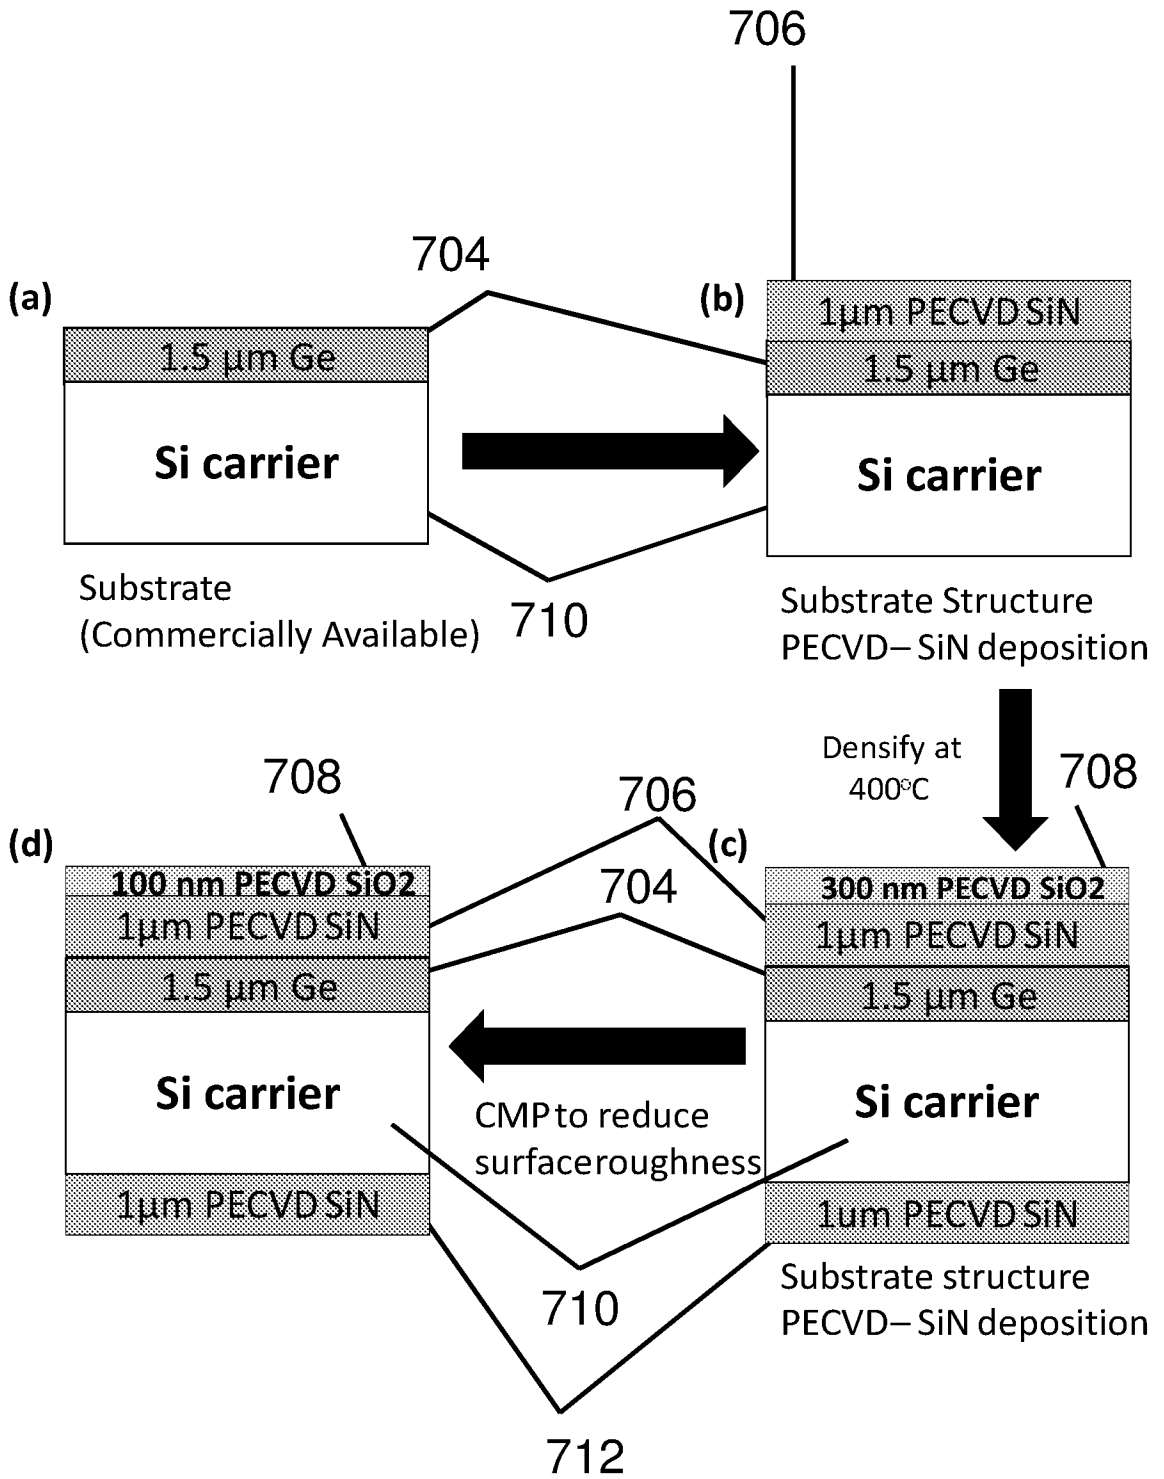 706
704
(a)
(b)
1µm PECVD SiN
1.5 µm Ge
1.5 µm Ge
Si carrier
Si carrier
Substrate
(Commercially Available)
710
Substrate Structure
PECVD– SiN deposition
Densify at
400°C
708
708
706
(d)
(c)
704
100 nm PECVD SiO2
300 nm PECVD SiO2
1µm PECVD SiN
1µm PECVD SiN
1.5 µm Ge
1.5 µm Ge
Si carrier
Si carrier
CMP to reduce
surface roughness
1µm PECVD SiN
1um PECVD SiN
710
Substrate structure
PECVD– SiN deposition
712